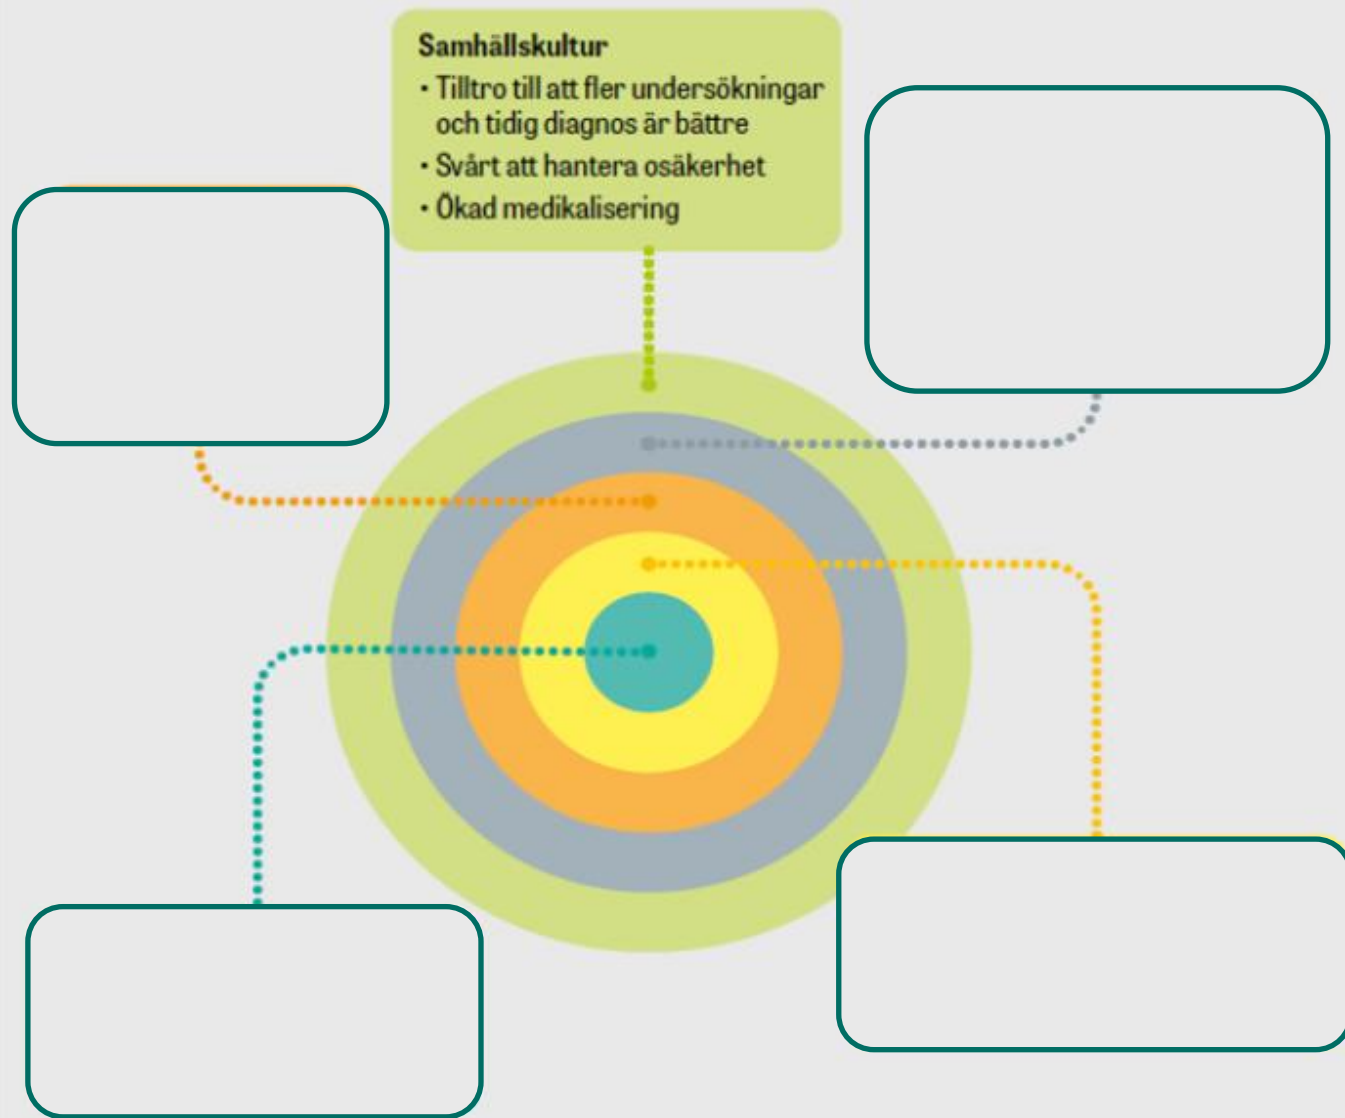 Samhällskultur
• Tilltro till att fler undersökningar
och tidig diagnos är bättre
• Svårt att hantera osäkerhet
• Ökad medikalisering